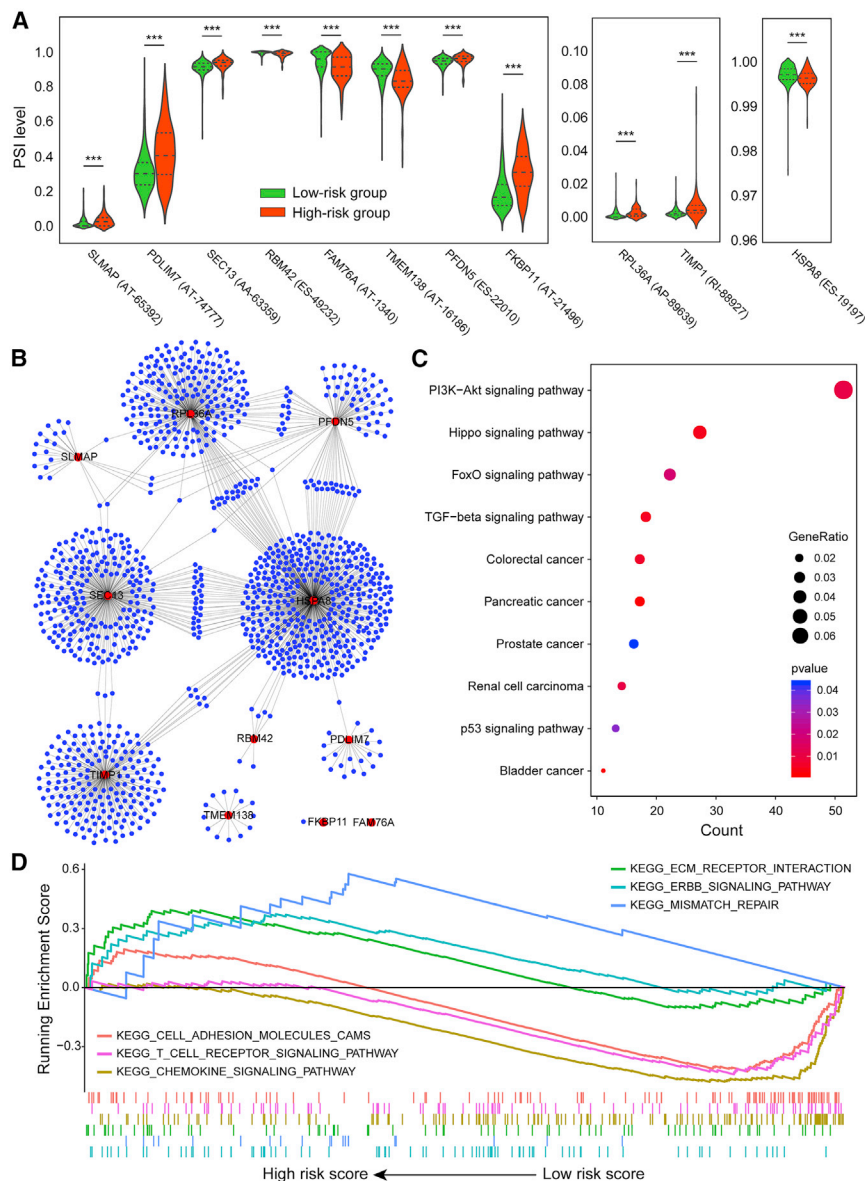 A
PSI level
1.0
0.8
0.6
0.4
0.2
0.0
***
***
***
***
***
***
***
***
Low-risk group
High-risk group
SLMAP (AT-65392)
PDLIM7 (AT-74777)
SEC13 (AA-63359)
RBM42 (ES-49232)
FAM76A (AT-1340)
TMEM138 (AT-16186)
PFDN5 (ES-22010)
FKBP11 (AT-21496)
0.10
0.08
0.06
0.04
0.02
0.00
***
***
RPL36A (AP-89639)
TIMP1 (RI-88927)
1.00
0.99
0.98
0.97
0.96
***
HSPA8 (ES-19197)
B
RPL36A
PFDN5
SLMAP
SEC13
HSPA8
RBM42
PDLIM7
TIMP1
TMEM138
FKBP11
FAM76A
C
PI3K−Akt signaling pathway
Hippo signaling pathway
FoxO signaling pathway
TGF−beta signaling pathway
Colorectal cancer
Pancreatic cancer
Prostate cancer
Renal cell carcinoma
p53 signaling pathway
Bladder cancer
10 20 30 40 50
Count
GeneRatio
0.02
0.03
0.04
0.05
0.06
pvalue
0.04
0.03
0.02
0.01
D
Running Enrichment Score
0.6
0.3
0.0
−0.3
KEGG_ECM_RECEPTOR_INTERACTION
KEGG_ERBB_SIGNALING_PATHWAY
KEGG_MISMATCH_REPAIR
KEGG_CELL_ADHESION_MOLECULES_CAMS
KEGG_T_CELL_RECEPTOR_SIGNALING_PATHWAY
KEGG_CHEMOKINE_SIGNALING_PATHWAY
High risk score
Low risk score